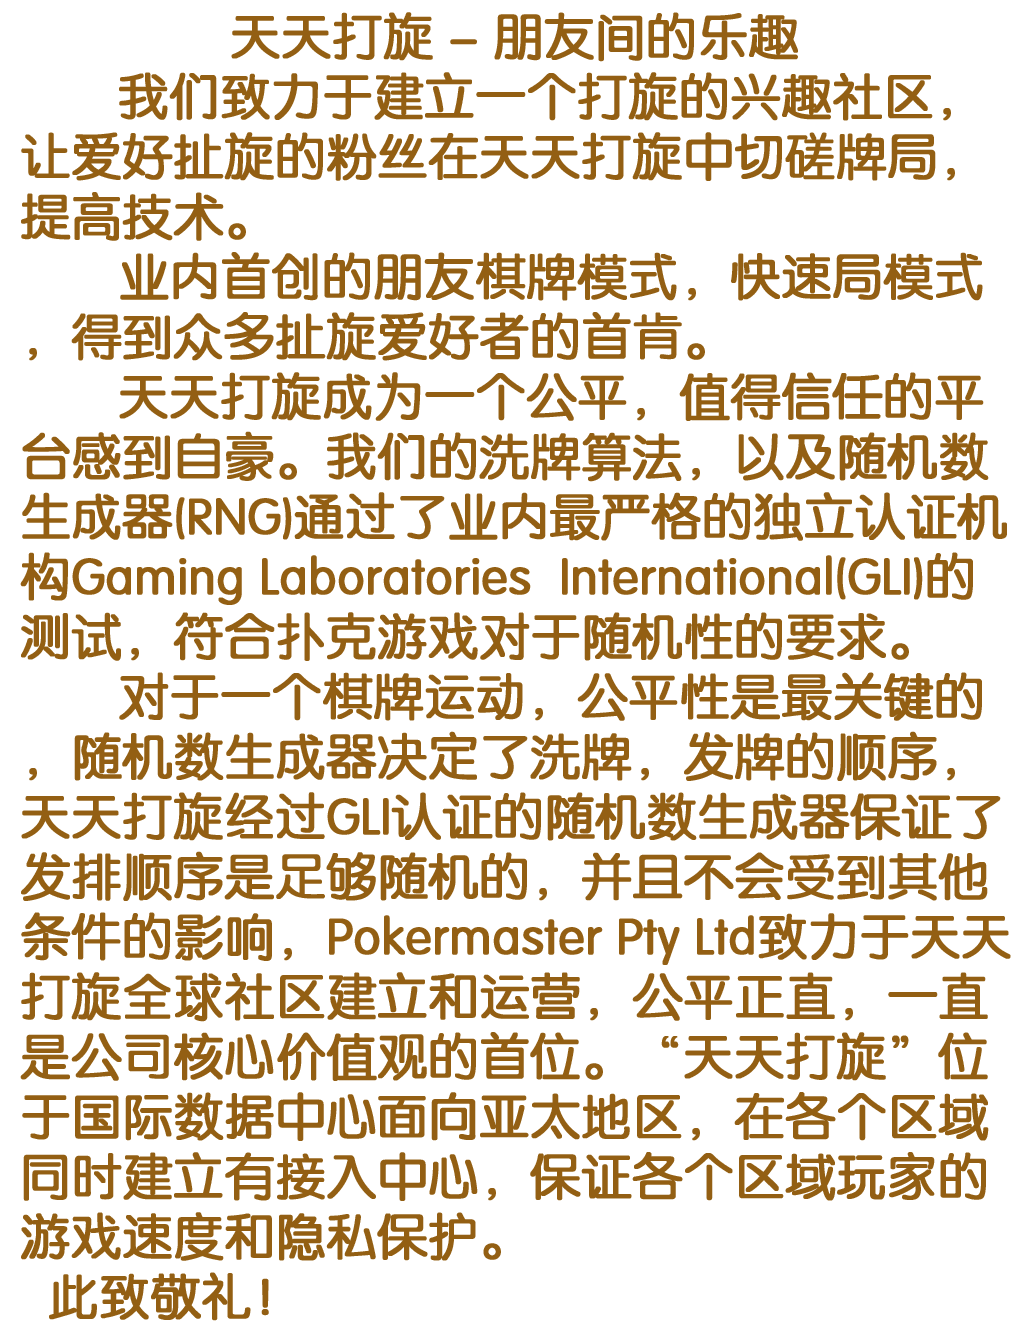 天天打旋 – 朋友间的乐趣
我们致力于建立一个打旋的兴趣社区，
让爱好扯旋的粉丝在天天打旋中切磋牌局，
提高技术。
业内首创的朋友棋牌模式，快速局模式
，得到众多扯旋爱好者的首肯。
天天打旋成为一个公平，值得信任的平
台感到自豪。我们的洗牌算法，以及随机数
生成器(RNG)通过了业内最严格的独立认证机
构Gaming Laboratories  International(GLI)的
测试，符合扑克游戏对于随机性的要求。
对于一个棋牌运动，公平性是最关键的
，随机数生成器决定了洗牌，发牌的顺序，
天天打旋经过GLI认证的随机数生成器保证了
发排顺序是足够随机的，并且不会受到其他
条件的影响，Pokermaster Pty Ltd致力于天天
打旋全球社区建立和运营，公平正直，一直
是公司核心价值观的首位。“天天打旋”位
于国际数据中心面向亚太地区，在各个区域
同时建立有接入中心，保证各个区域玩家的
游戏速度和隐私保护。
此致敬礼！